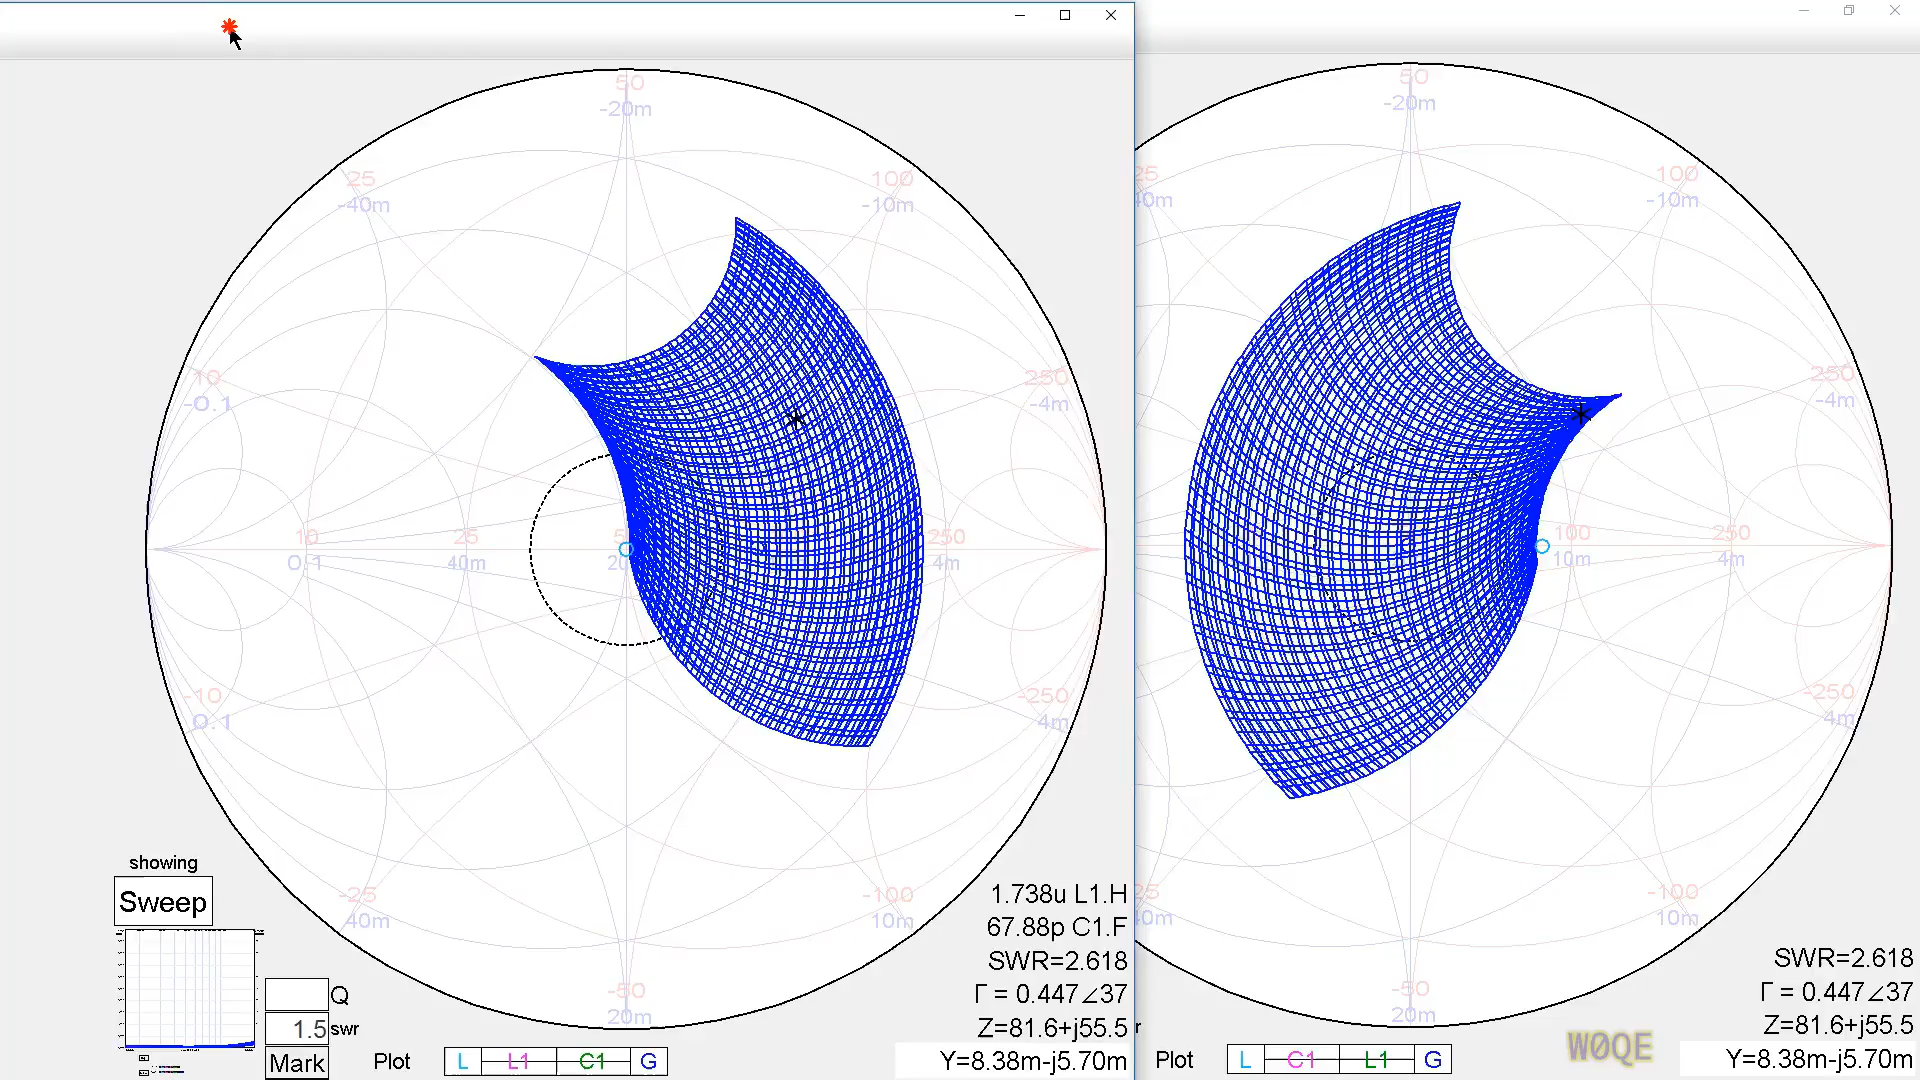 50
-20m
25
-40m
100
-10m
10
-0.1
250
-4m
10
0.1
25
40m
5
20
250
4m
-10
0.1
-250
4m
-25
40m
-100
10m
-50
20m
showing
Sweep
Q
1.5 swr
Mark
Plot L L1 C1 G
1.738u L1.H
67.88p C1.F
SWR=2.618
Γ = 0.447∠37
Z=81.6+j55.5
Y=8.38m-j5.70m
50
-20m
25
40m
100
-10m
250
-4m
100
10m
250
4m
-250
4m
25
40m
-100
10m
-50
20m
r
Plot L C1 L1 G
W0QE
SWR=2.618
Γ = 0.447∠37
Z=81.6+j55.5
Y=8.38m-j5.70m